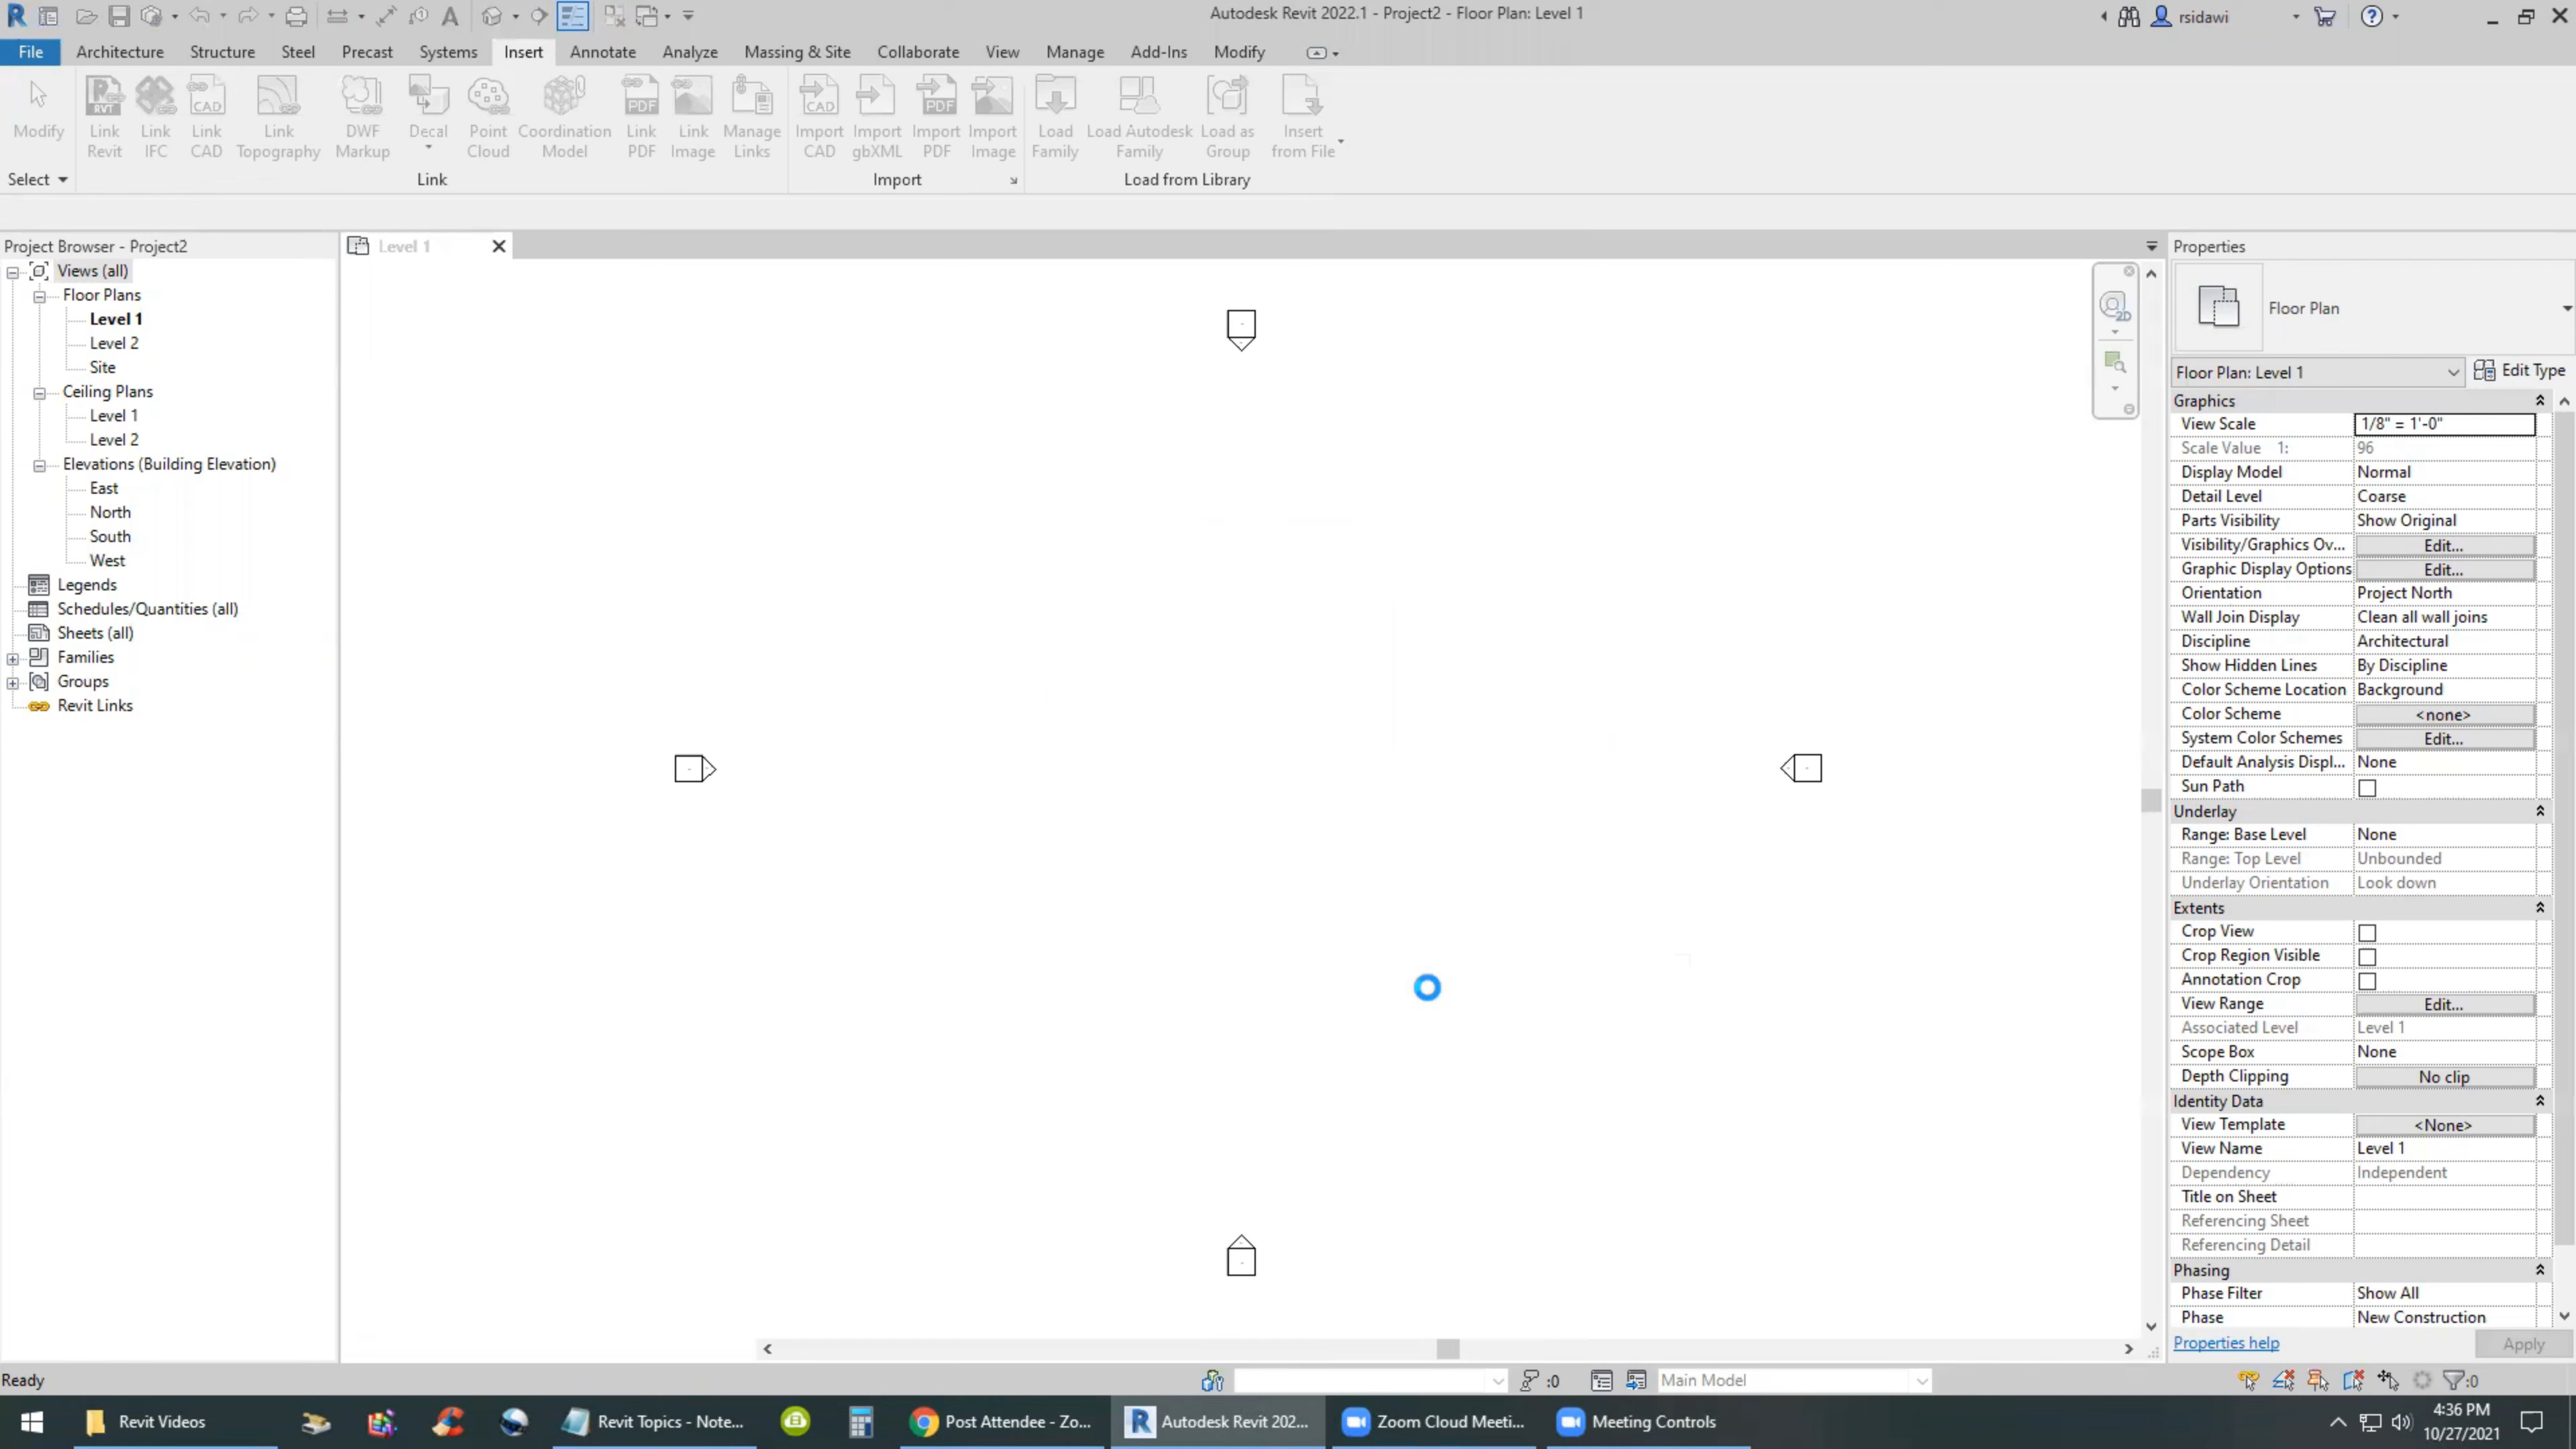 Autodesk Revit 2022.1 - Project2 - Floor Plan: Level 1
rsidawi
File Architecture Structure Steel Precast Systems Insert Annotate Analyze Massing & Site Collaborate View Manage Add-Ins Modify
Modify
Link Revit
Link IFC
Link CAD
Link Topography
DWF Markup
Decal
Point Cloud
Coordination Model
Link PDF
Link Image
Manage Links
Import CAD
Import gbXML
Import PDF
Import Image
Load Family
Load Autodesk Family
Load as Group
Insert from File
Select
Link
Import
Load from Library
Project Browser - Project2
Views (all)
Floor Plans
Level 1
Level 2
Site
Ceiling Plans
Level 1
Level 2
Elevations (Building Elevation)
East
North
South
West
Legends
Schedules/Quantities (all)
Sheets (all)
Families
Groups
Revit Links
Level 1
2D
Properties
Floor Plan
Floor Plan: Level 1
Edit Type
Graphics
View Scale 1/8" = 1'-0"
Scale Value 1: 96
Display Model Normal
Detail Level Coarse
Parts Visibility Show Original
Visibility/Graphics Ov... Edit...
Graphic Display Options Edit...
Orientation Project North
Wall Join Display Clean all wall joins
Discipline Architectural
Show Hidden Lines By Discipline
Color Scheme Location Background
Color Scheme <none>
System Color Schemes Edit...
Default Analysis Displ... None
Sun Path
Underlay
Range: Base Level None
Range: Top Level Unbounded
Underlay Orientation Look down
Extents
Crop View
Crop Region Visible
Annotation Crop
View Range Edit...
Associated Level Level 1
Scope Box None
Depth Clipping No clip
Identity Data
View Template <None>
View Name Level 1
Dependency Independent
Title on Sheet
Referencing Sheet
Referencing Detail
Phasing
Phase Filter Show All
Phase New Construction
Properties help
Apply
Ready
:0
Main Model
:0
Revit Videos
Revit Topics - Note...
Post Attendee - Zo...
Autodesk Revit 202...
Zoom Cloud Meeti...
Meeting Controls
4:36 PM
10/27/2021